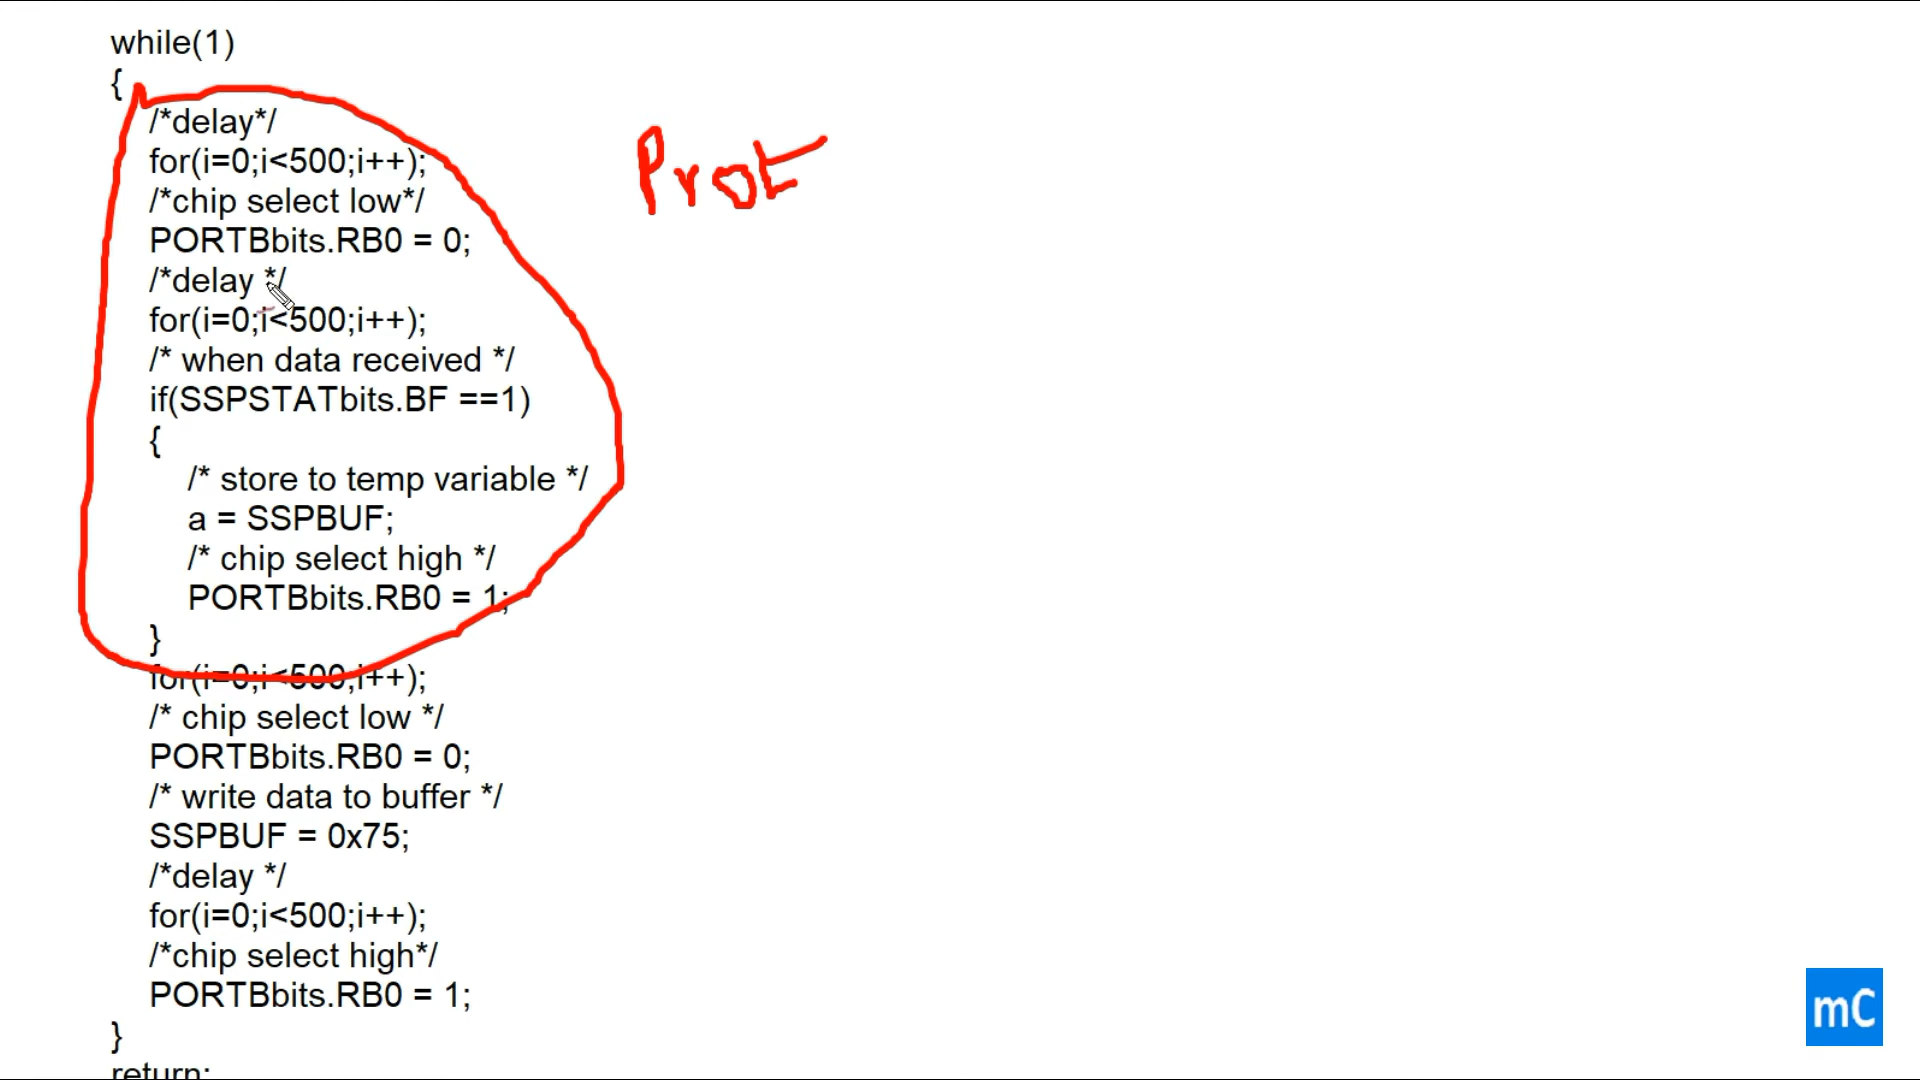 while(1)
{
/*delay*/
for(i=0;i<500;i++);
/*chip select low*/
PORTBbits.RB0 = 0;
/*delay */
for(i=0;i<500;i++);
/* when data received */
if(SSPSTATbits.BF ==1)
{
/* store to temp variable */
a = SSPBUF;
/* chip select high */
PORTBbits.RB0 = 1;
}
for(i=0;i<500;i++);
/* chip select low */
PORTBbits.RB0 = 0;
/* write data to buffer */
SSPBUF = 0x75;
/*delay */
for(i=0;i<500;i++);
/*chip select high*/
PORTBbits.RB0 = 1;
}
return;
Prot
mC